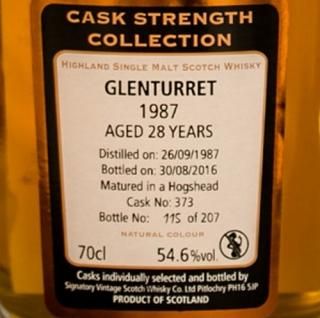 CASK STRENGTH
COLLECTION
HIGHLAND SINGLE MALT SCOTCH WHISKY
GLENTURRET
1987
AGED 28 YEARS
Distilled on: 26/09/1987
Bottled on: 30/08/2016
Matured in a Hogshead
Cask No: 373
Bottle No: 115 of 207
NATURAL COLOUR
70cl 54.6%vol.
Casks individually selected and bottled by
Signatory Vintage Scotch Whisky Co. Ltd Pitlochry PH16 5JP
PRODUCT OF SCOTLAND